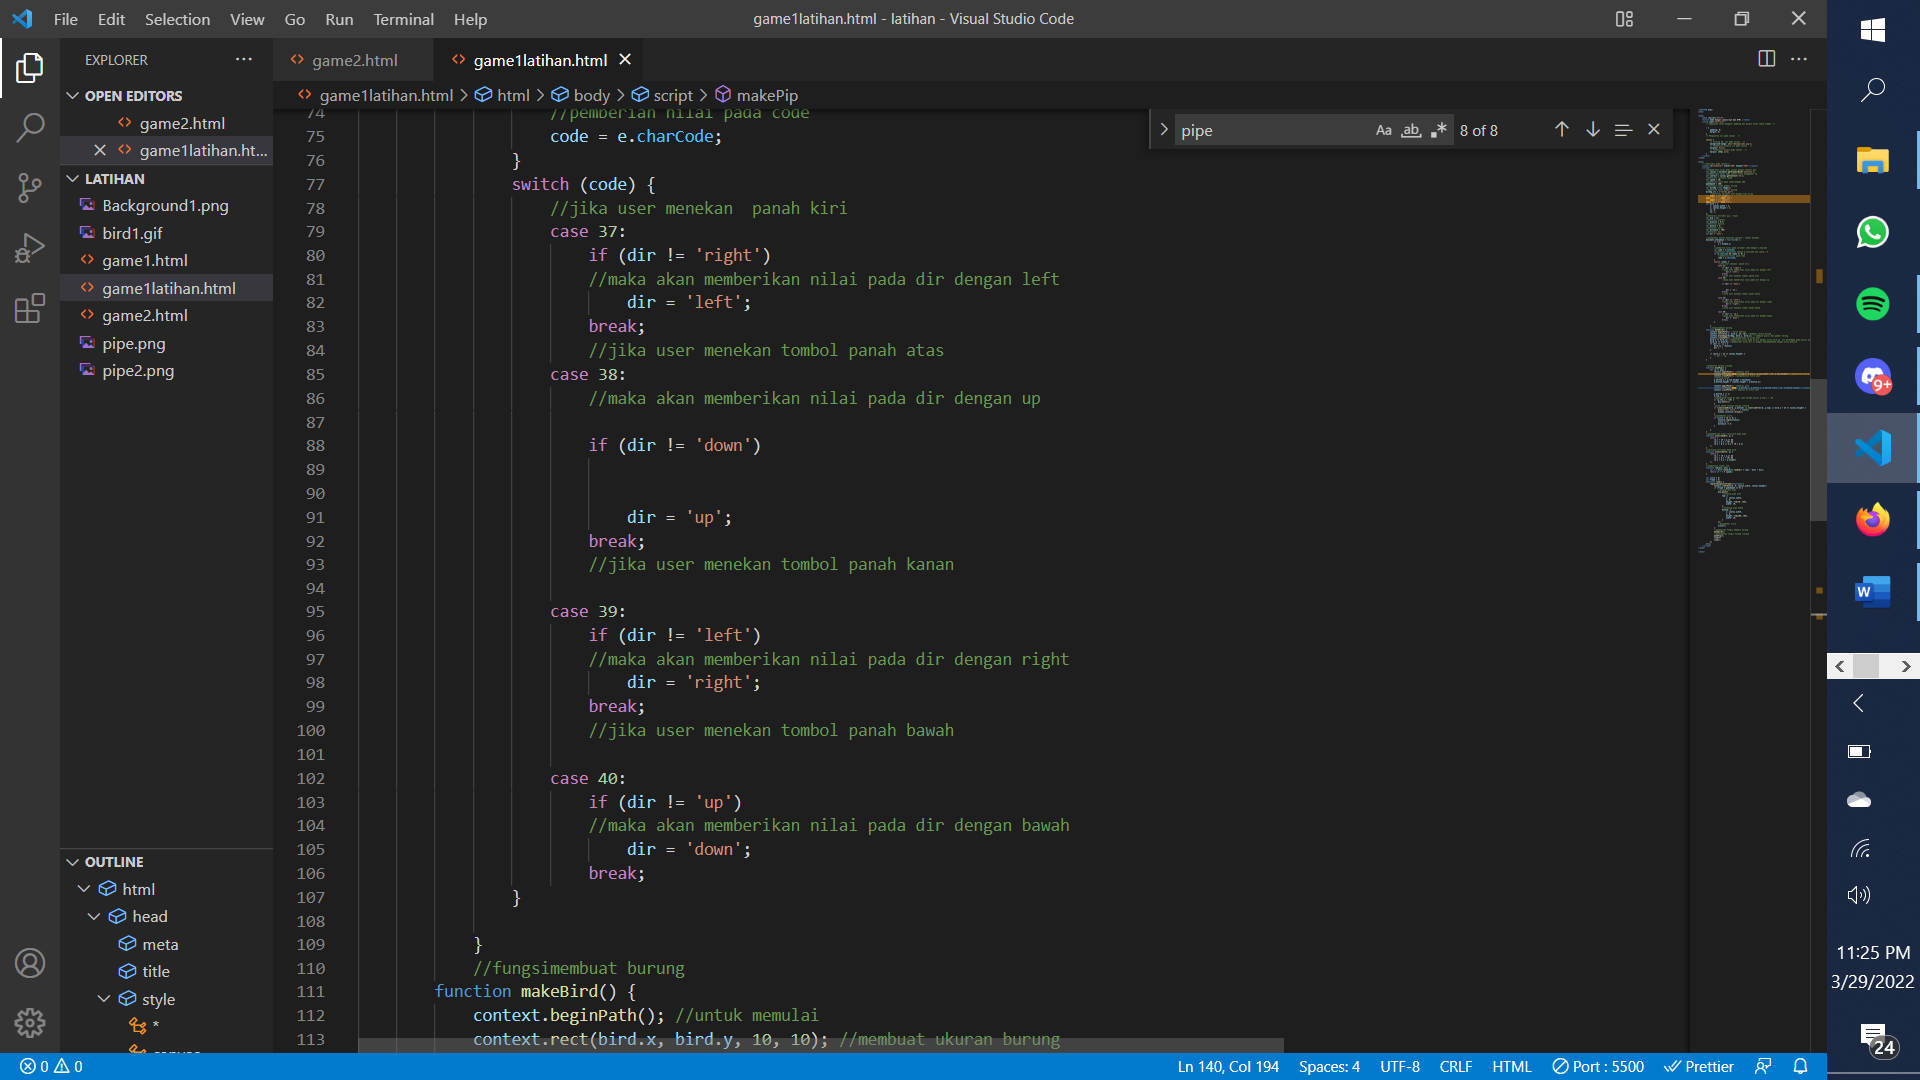 File Edit Selection View Go Run Terminal Help
game1latihan.html - latihan - Visual Studio Code
EXPLORER
OPEN EDITORS
game2.html
game1latihan.ht...
LATIHAN
Background1.png
bird1.gif
game1.html
game1latihan.html
game2.html
pipe.png
pipe2.png
OUTLINE
html
head
meta
title
style
*
canvas
game2.html
game1latihan.html
game1latihan.html > html > body > script > makePip
pipe
Aa ab 8 of 8
74 //pemberian nilai pada code
75 code = e.charCode;
76 }
77 switch (code) {
78 //jika user menekan  panah kiri
79 case 37:
80 if (dir != 'right')
81 //maka akan memberikan nilai pada dir dengan left
82 dir = 'left';
83 break;
84 //jika user menekan tombol panah atas
85 case 38:
86 //maka akan memberikan nilai pada dir dengan up
87
88 if (dir != 'down')
89
90
91 dir = 'up';
92 break;
93 //jika user menekan tombol panah kanan
94
95 case 39:
96 if (dir != 'left')
97 //maka akan memberikan nilai pada dir dengan right
98 dir = 'right';
99 break;
100 //jika user menekan tombol panah bawah
101
102 case 40:
103 if (dir != 'up')
104 //maka akan memberikan nilai pada dir dengan bawah
105 dir = 'down';
106 break;
107 }
108
109 }
110 //fungsimembuat burung
111 function makeBird() {
112 context.beginPath(); //untuk memulai
113 context.rect(bird.x, bird.y, 10, 10); //membuat ukuran burung
0 0
Ln 140, Col 194 Spaces: 4 UTF-8 CRLF HTML Port : 5500 Prettier
9+
W
11:25 PM
3/29/2022
24